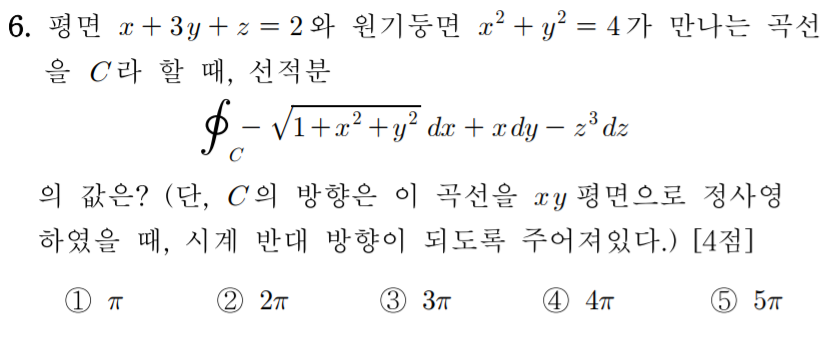 6. 평면 x + 3y + z = 2와 원기둥면 x² + y² = 4가 만나는 곡선
을 C라 할 때, 선적분
∮_C − √(1+x²+y²) dx + x dy − z³ dz
의 값은? (단, C의 방향은 이 곡선을 xy평면으로 정사영
하였을 때, 시계 반대 방향이 되도록 주어져있다.) [4점]
① π ② 2π ③ 3π ④ 4π ⑤ 5π